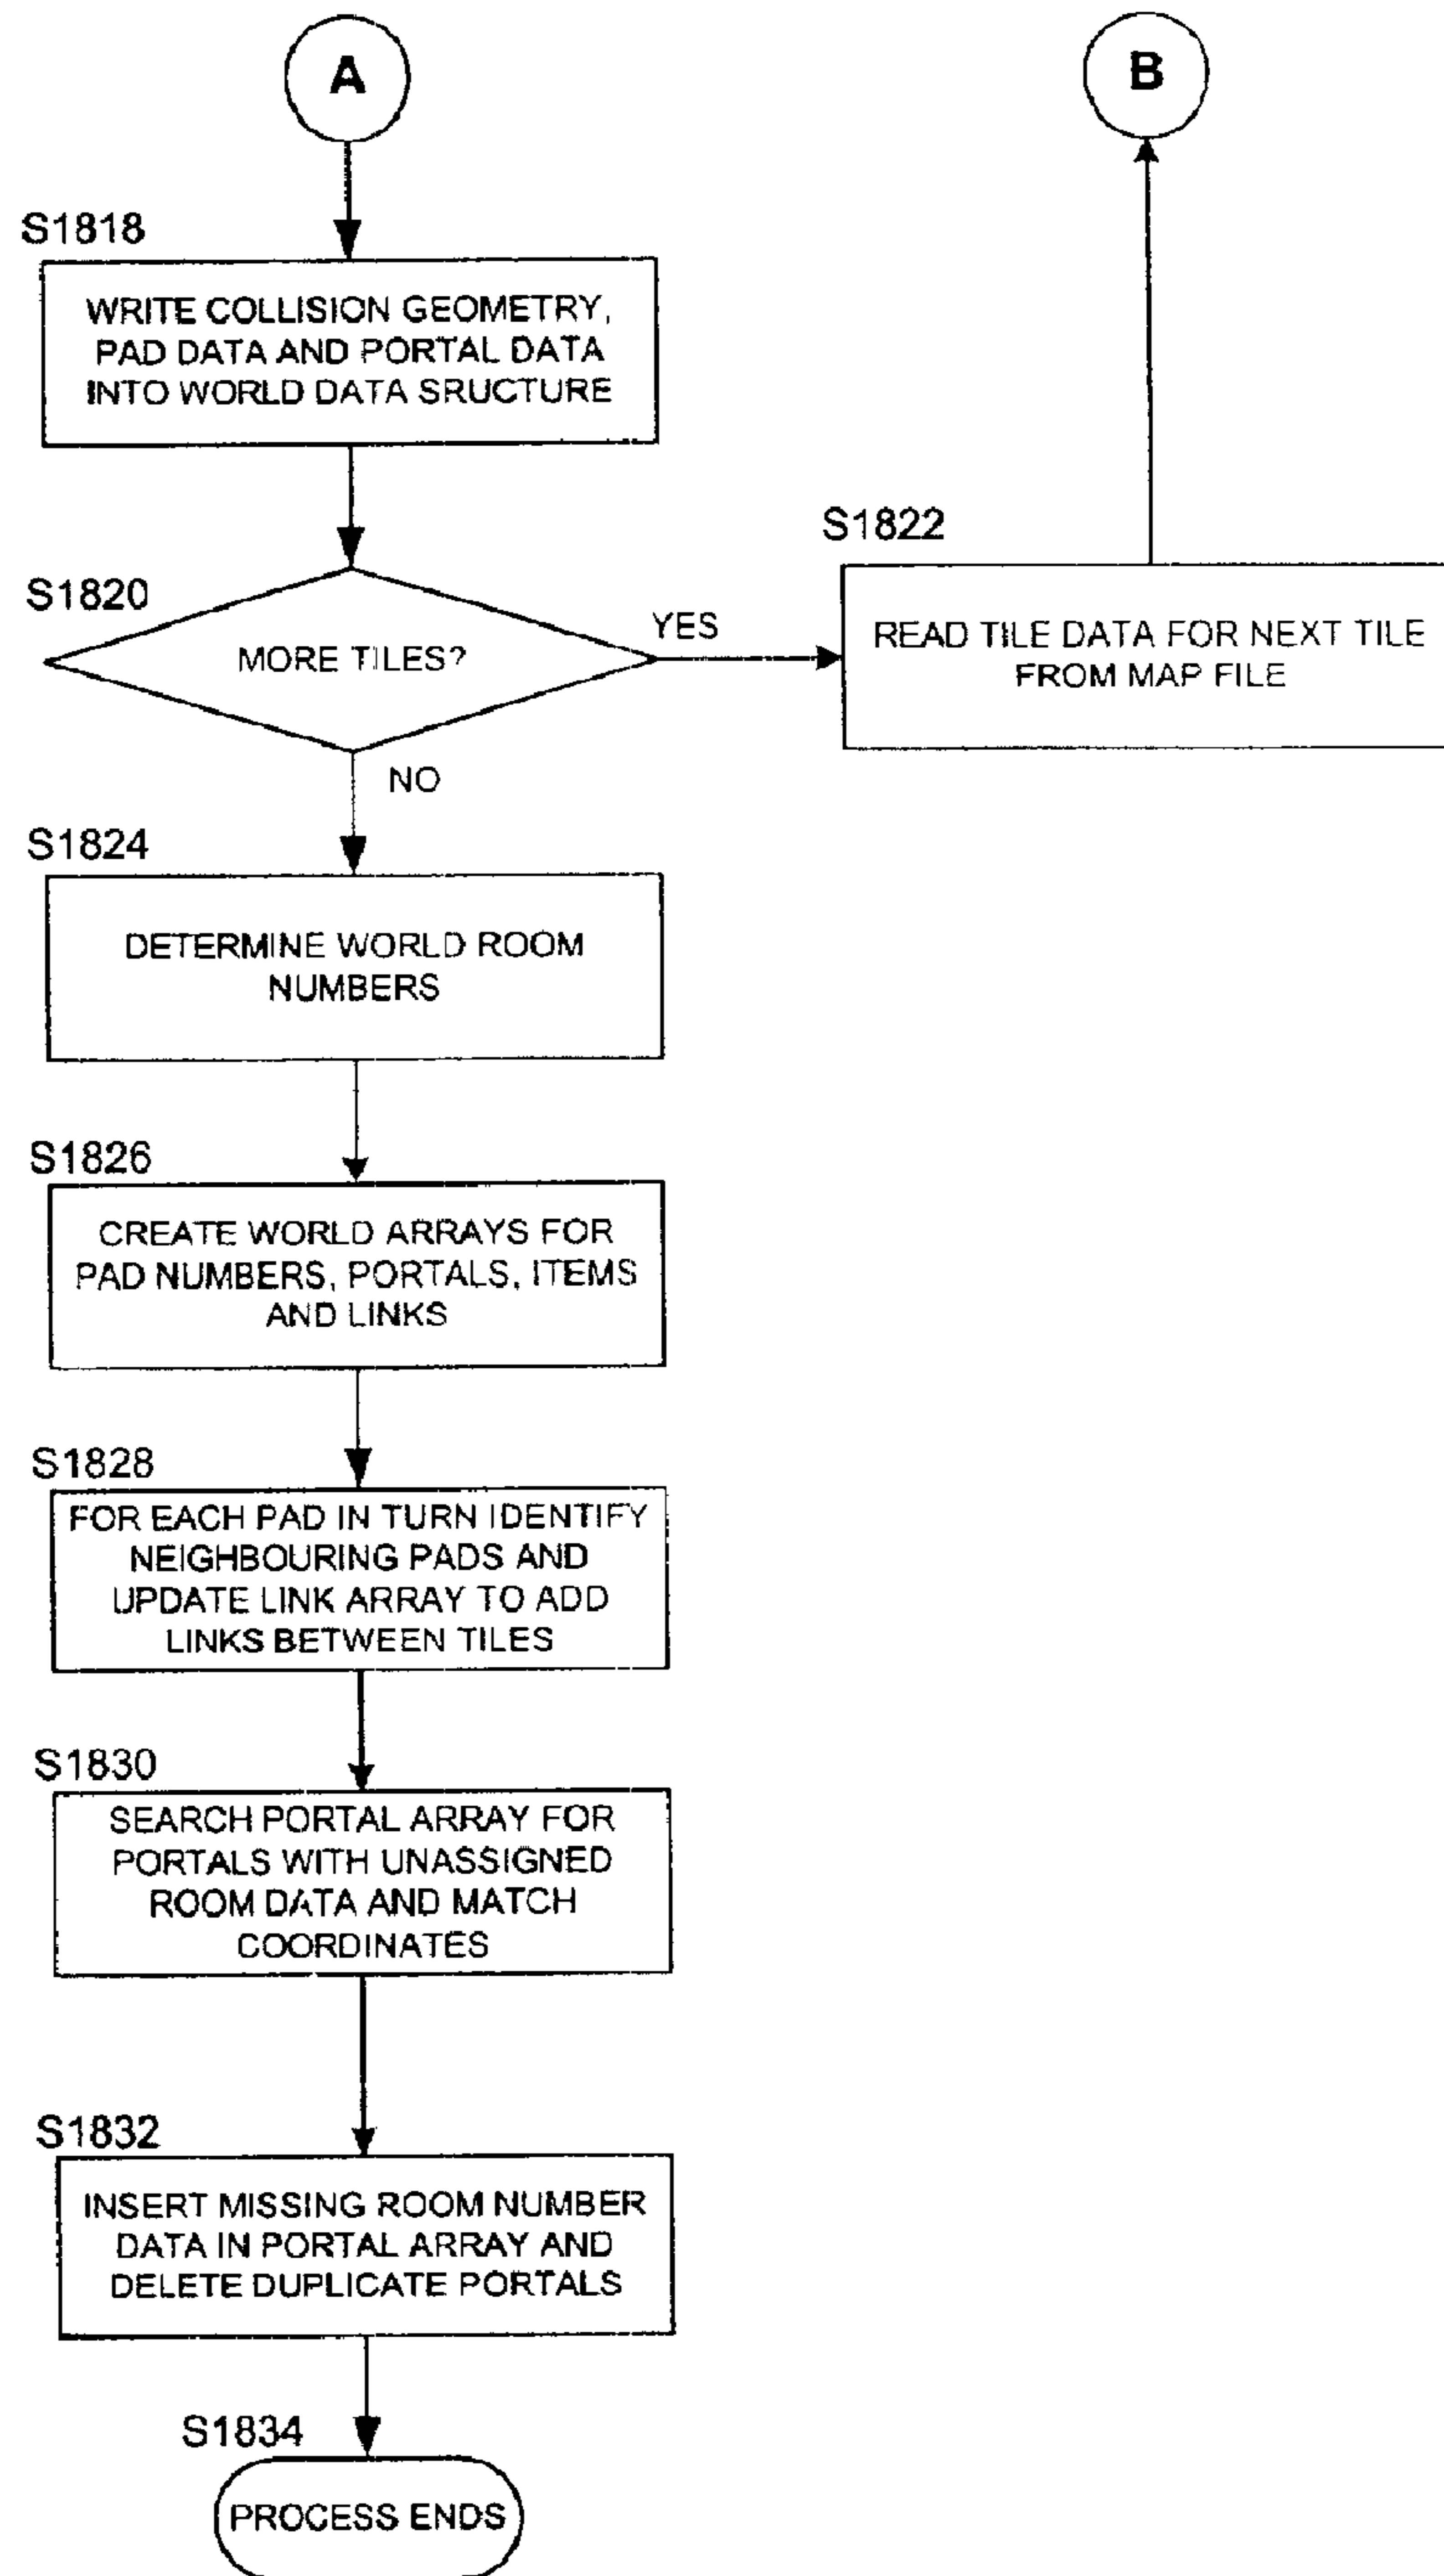 A
B
S1818
WRITE COLLISION GEOMETRY,
PAD DATA AND PORTAL DATA
INTO WORLD DATA SRUCTURE
S1820
MORE TILES?
YES
S1822
READ TILE DATA FOR NEXT TILE
FROM MAP FILE
NO
S1824
DETERMINE WORLD ROOM
NUMBERS
S1826
CREATE WORLD ARRAYS FOR
PAD NUMBERS, PORTALS, ITEMS
AND LINKS
S1828
FOR EACH PAD IN TURN IDENTIFY
NEIGHBOURING PADS AND
UPDATE LINK ARRAY TO ADD
LINKS BETWEEN TILES
S1830
SEARCH PORTAL ARRAY FOR
PORTALS WITH UNASSIGNED
ROOM DATA AND MATCH
COORDINATES
S1832
INSERT MISSING ROOM NUMBER
DATA IN PORTAL ARRAY AND
DELETE DUPLICATE PORTALS
S1834
PROCESS ENDS